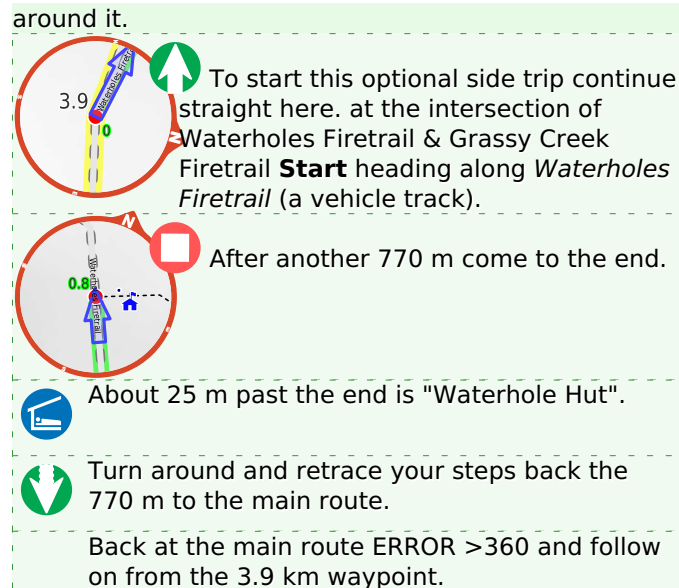 around it.
3.9
Waterholes Firetr
0
N
To start this optional side trip continue
straight here. at the intersection of
Waterholes Firetrail & Grassy Creek
Firetrail Start heading along Waterholes
Firetrail (a vehicle track).
N
0.8
Waterholes Firetrail
After another 770 m come to the end.
About 25 m past the end is "Waterhole Hut".
Turn around and retrace your steps back the
770 m to the main route.
Back at the main route ERROR >360 and follow
on from the 3.9 km waypoint.